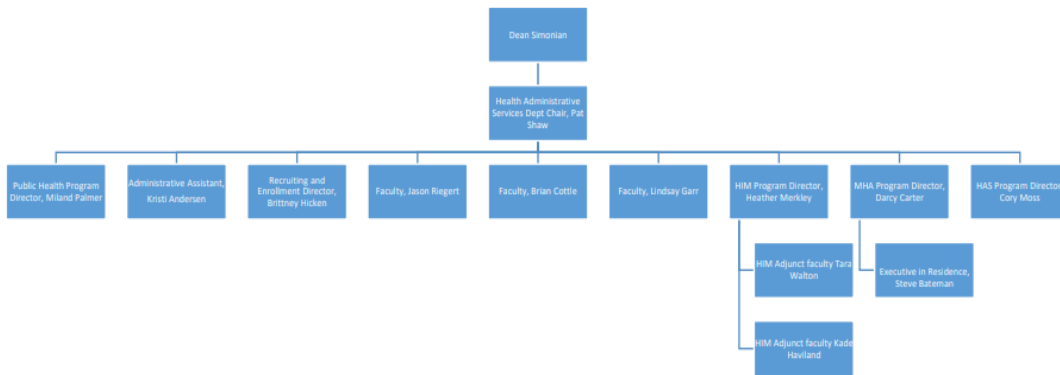 Dean Simonian
Health Administrative
Services Dept Chair, Pat
Shaw
Public Health Program
Director, Miland Palmer
Administrative Assistant,
Kristi Andersen
Recruiting and
Enrollment Director,
Brittney Hicken
Faculty, Jason Riegert
Faculty, Brian Cottle
Faculty, Lindsay Garr
HIM Program Director,
Heather Merkley
MHA Program Director,
Darcy Carter
HAS Program Director
Cory Moss
HIM Adjunct faculty Tara
Walton
Executive in Residence,
Steve Bateman
HIM Adjunct faculty Kade
Haviland